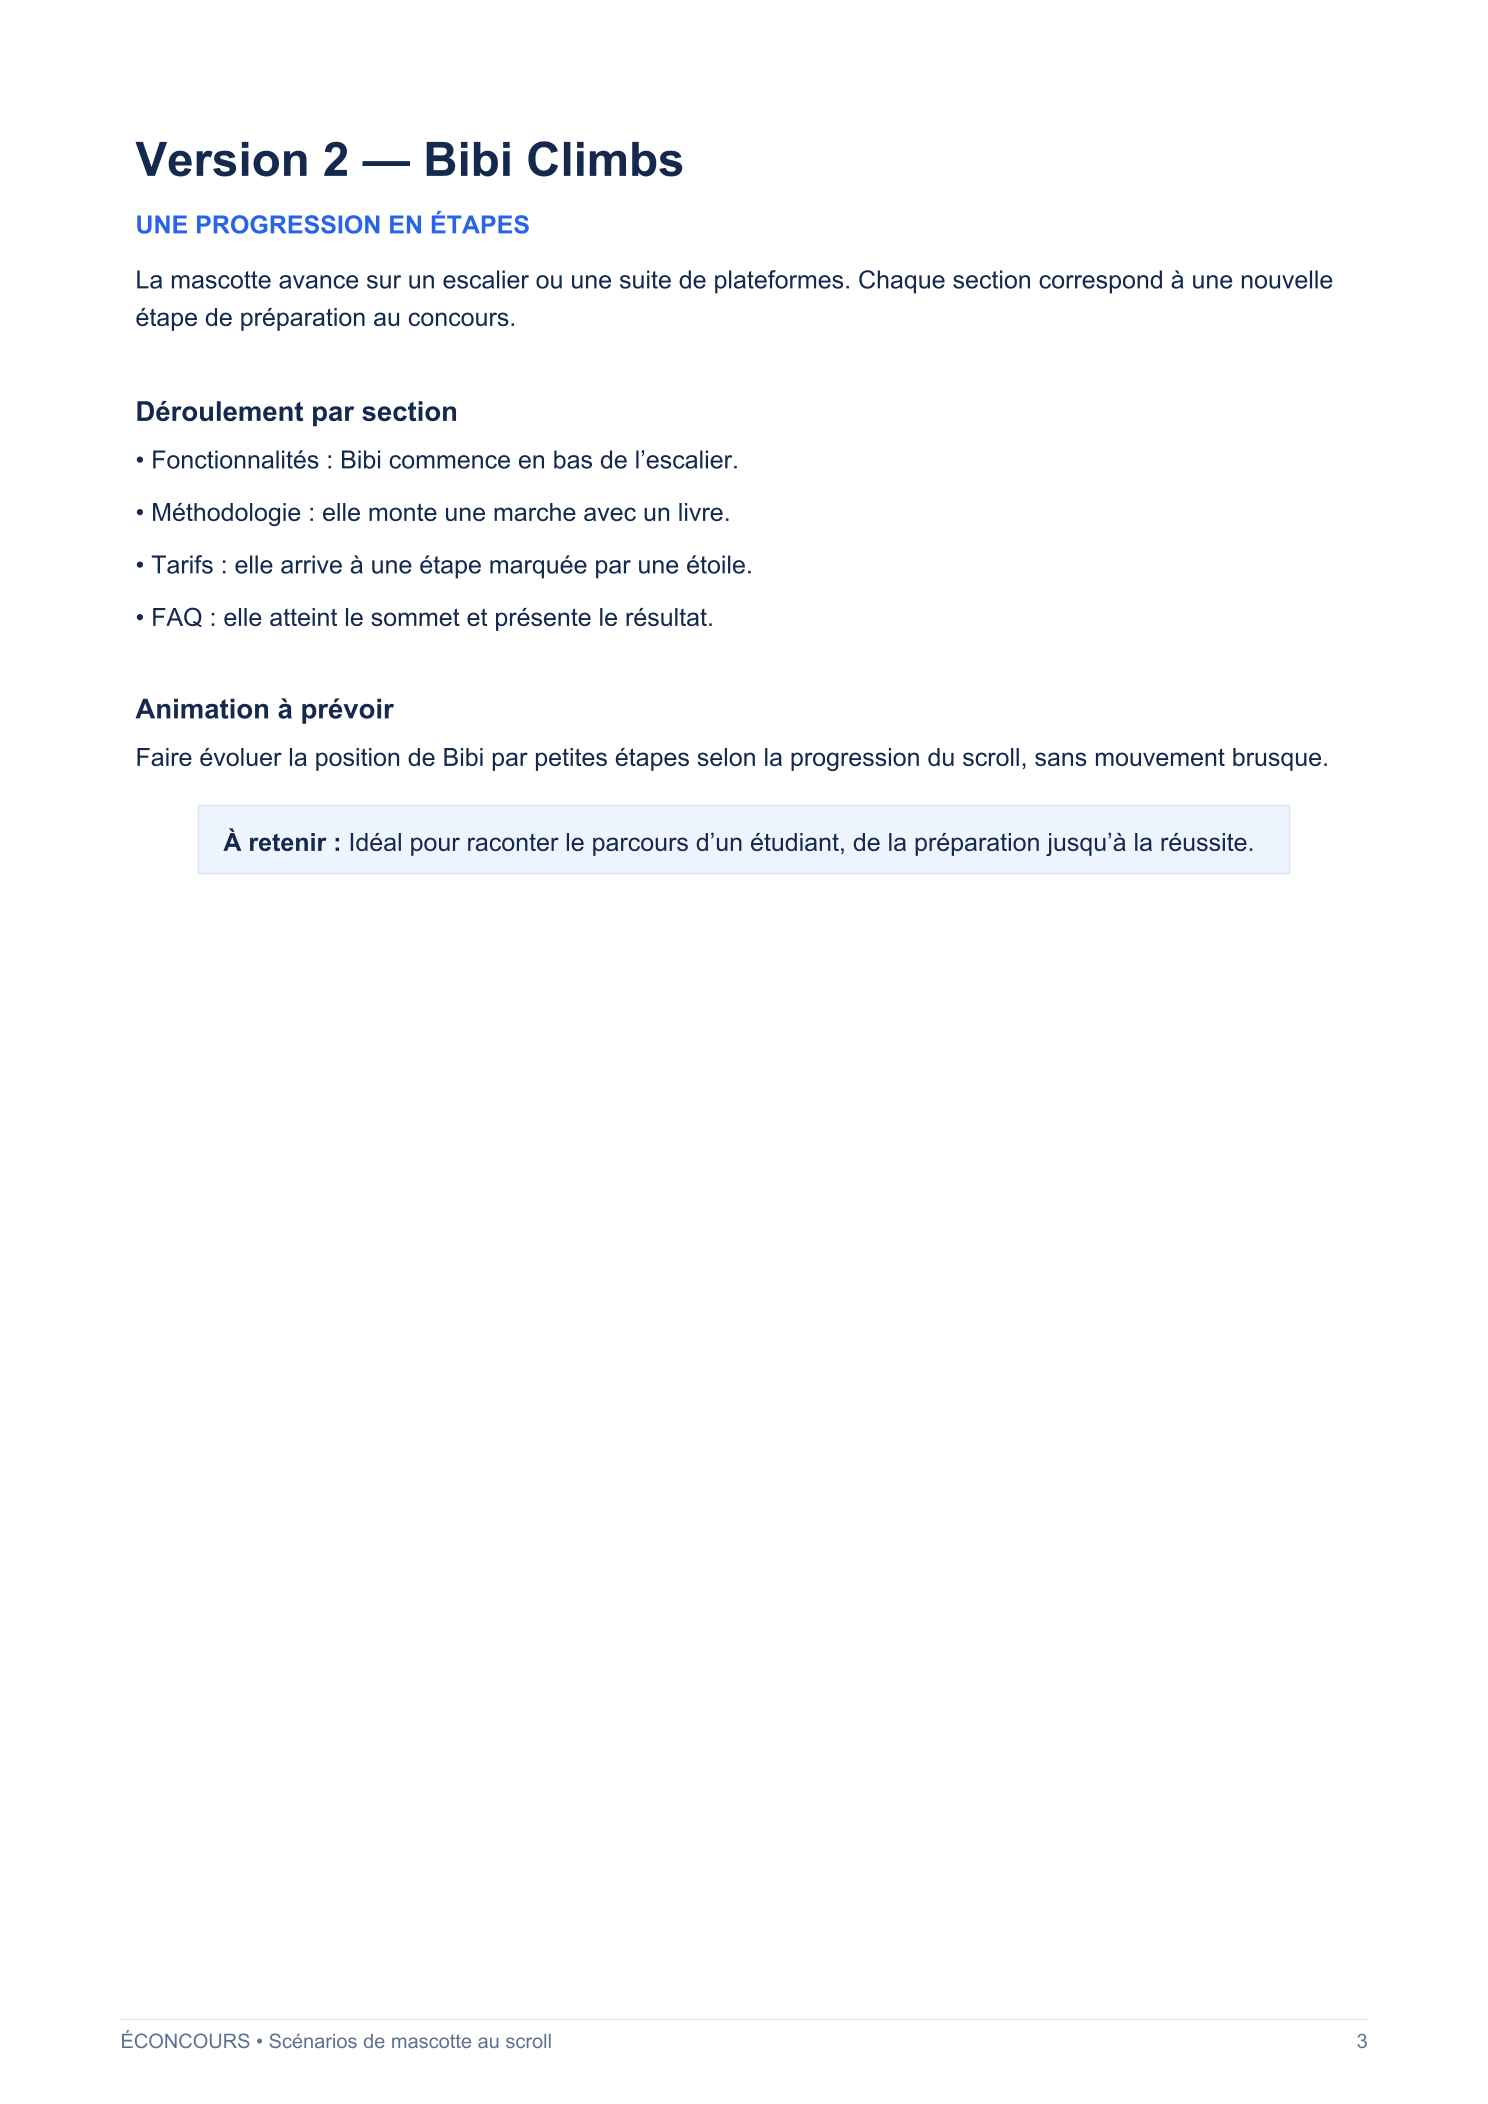 Version 2 — Bibi Climbs
UNE PROGRESSION EN ÉTAPES
La mascotte avance sur un escalier ou une suite de plateformes. Chaque section correspond à une nouvelle
étape de préparation au concours.
Déroulement par section
• Fonctionnalités : Bibi commence en bas de l’escalier.
• Méthodologie : elle monte une marche avec un livre.
• Tarifs : elle arrive à une étape marquée par une étoile.
• FAQ : elle atteint le sommet et présente le résultat.
Animation à prévoir
Faire évoluer la position de Bibi par petites étapes selon la progression du scroll, sans mouvement brusque.
À retenir : Idéal pour raconter le parcours d’un étudiant, de la préparation jusqu’à la réussite.
ÉCONCOURS • Scénarios de mascotte au scroll 3